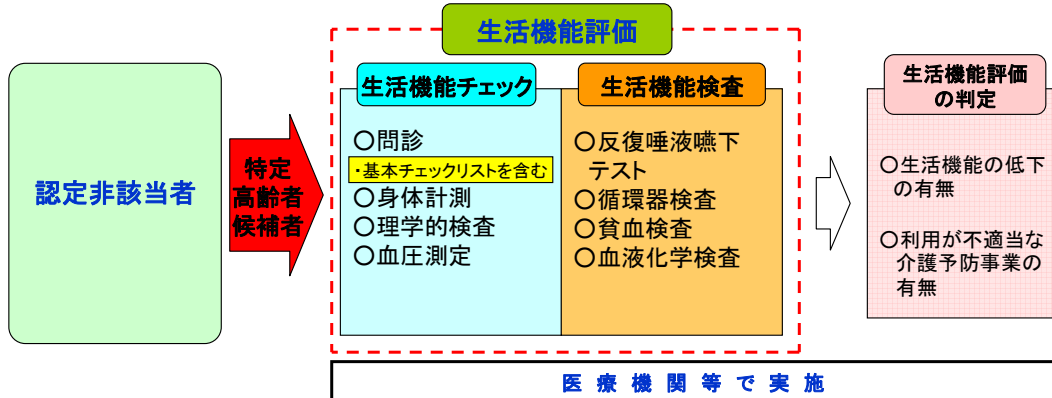 生活機能評価
認定非該当者
特定
高齢者
候補者
生活機能チェック
○問診
・基本チェックリストを含む
○身体計測
○理学的検査
○血圧測定
生活機能検査
○反復唾液嚥下
テスト
○循環器検査
○貧血検査
○血液化学検査
生活機能評価
の判定
○生活機能の低下
の有無
○利用が不適当な
介護予防事業の
有無
医療機関等で実施